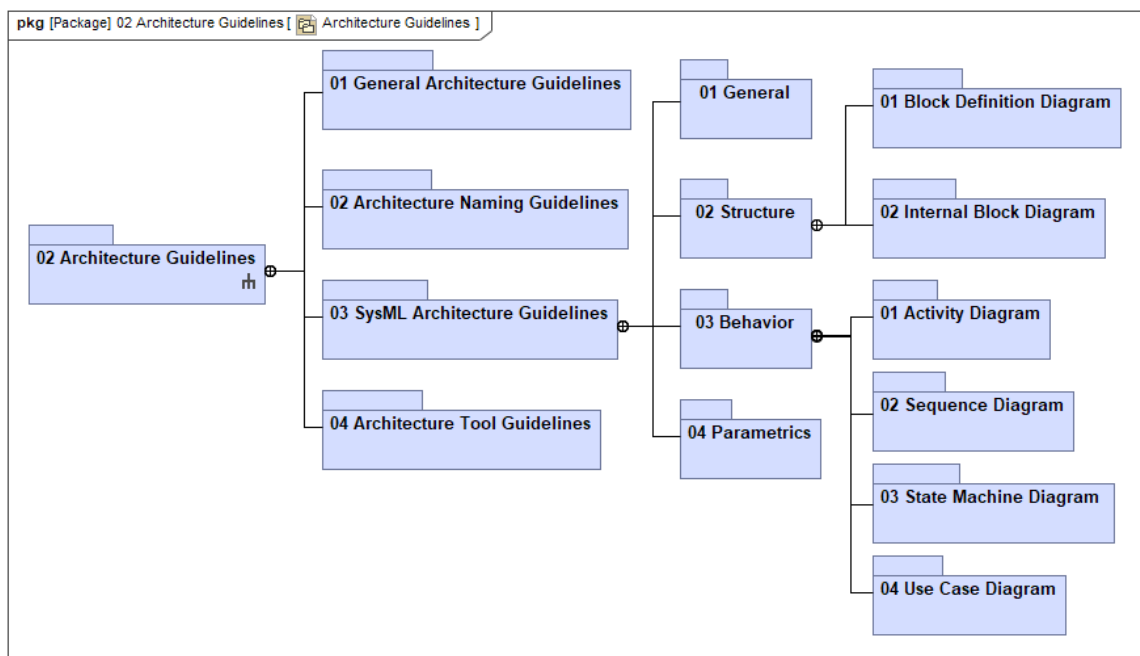 pkg [Package] 02 Architecture Guidelines [ Architecture Guidelines ]
02 Architecture Guidelines
01 General Architecture Guidelines
02 Architecture Naming Guidelines
03 SysML Architecture Guidelines
04 Architecture Tool Guidelines
01 General
02 Structure
03 Behavior
04 Parametrics
01 Block Definition Diagram
02 Internal Block Diagram
01 Activity Diagram
02 Sequence Diagram
03 State Machine Diagram
04 Use Case Diagram